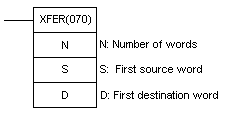 XFER(070)
N N: Number of words
S S: First source word
D D: First destination word